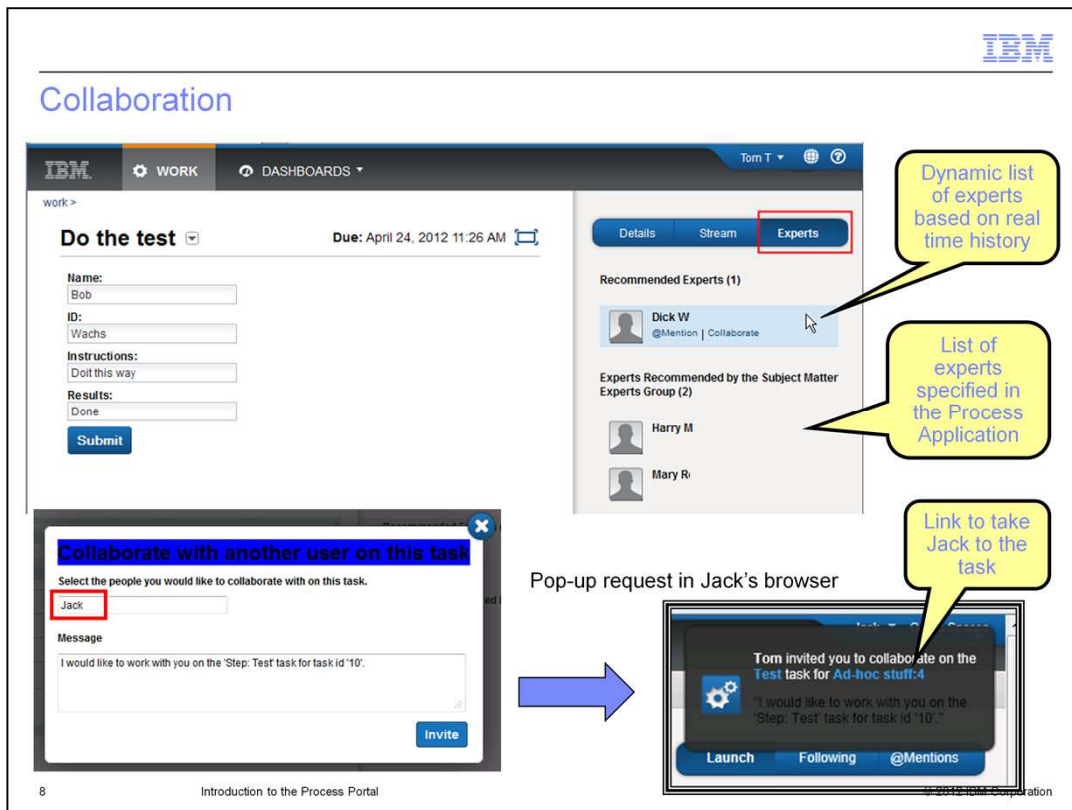 IBM
Collaboration
IBM. WORK DASHBOARDS Tom T
work >
Do the test
Due: April 24, 2012 11:26 AM
Name:
Bob
ID:
Wachs
Instructions:
Doit this way
Results:
Done
Submit
Details Stream Experts
Recommended Experts (1)
Dick W
@Mention | Collaborate
Experts Recommended by the Subject Matter
Experts Group (2)
Harry M
Mary R
Dynamic list
of experts
based on real
time history
List of
experts
specified in
the Process
Application
Collaborate with another user on this task
Select the people you would like to collaborate with on this task.
Jack
Message
I would like to work with you on the 'Step: Test' task for task id '10'.
Invite
Pop-up request in Jack's browser
Link to take
Jack to the
task
Tom invited you to collaborate on the
Test task for Ad-hoc stuff:4
"I would like to work with you on the
'Step: Test' task for task id '10'."
Launch Following @Mentions
8 Introduction to the Process Portal © 2012 IBM Corporation